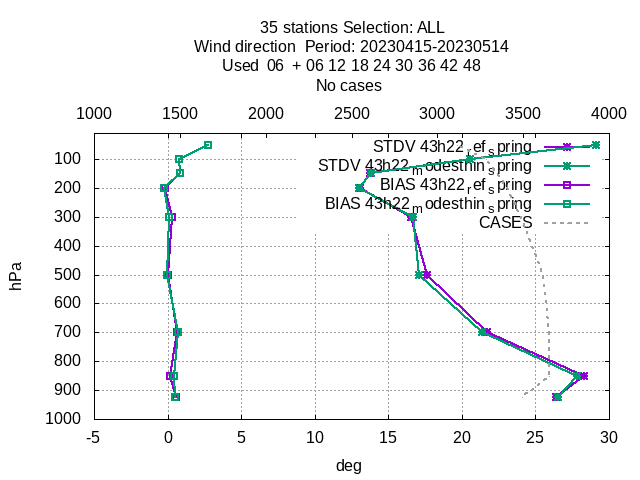 35 stations Selection: ALL
Wind direction  Period: 20230415-20230514
Used  06  + 06 12 18 24 30 36 42 48
No cases
1000 1500 2000 2500 3000 3500 4000
STDV 43h22_ref_spring
STDV 43h22_modesthin_spring
BIAS 43h22_ref_spring
BIAS 43h22_modesthin_spring
CASES
100
200
300
400
500
600
700
800
900
1000
hPa
-5 0 5 10 15 20 25 30
deg